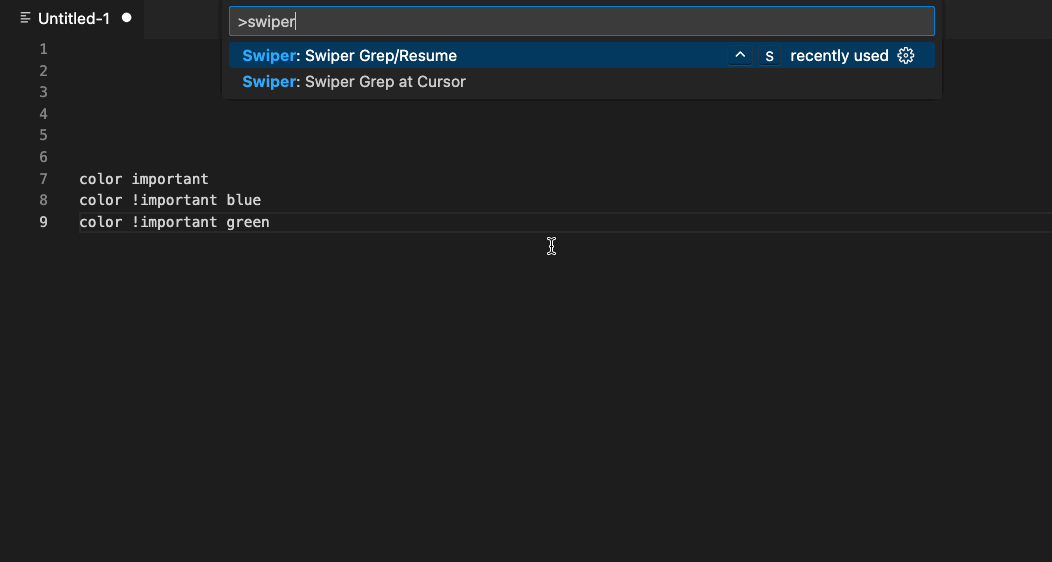 Untitled-1
>swiper
Swiper: Swiper Grep/Resume ^ S recently used
Swiper: Swiper Grep at Cursor
1
2
3
4
5
6
7 color important
8 color !important blue
9 color !important green